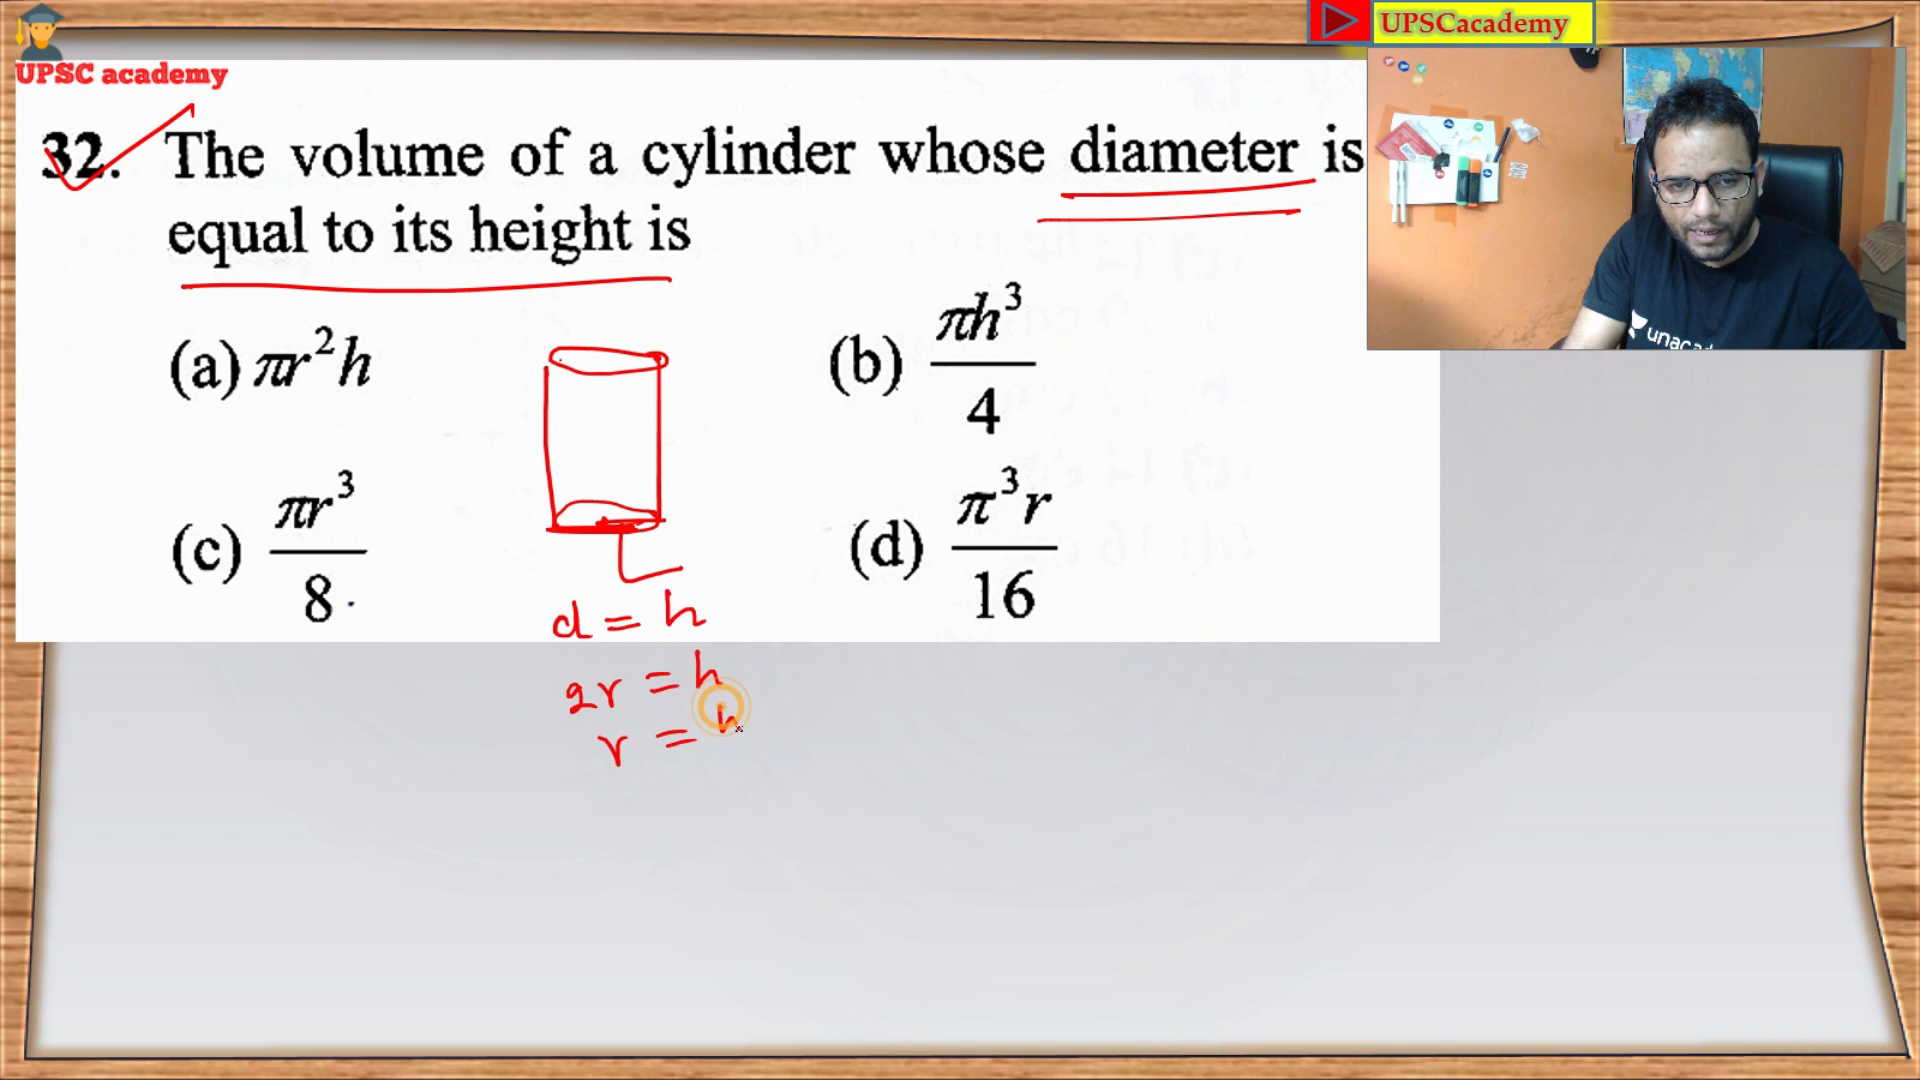 UPSC academy
UPSCacademy
32. The volume of a cylinder whose diameter is
equal to its height is
(a) πr²h
(b) πh³/4
(c) πr³/8
(d) π³r/16
d = h
2r = h
r = h